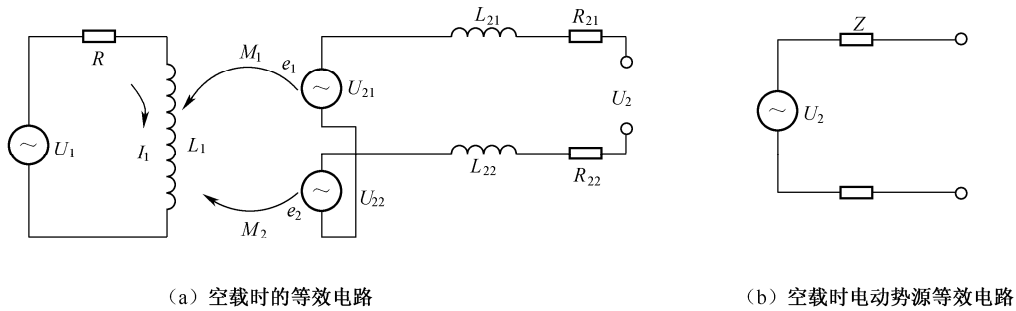 L21
R21
R
M1
e1
U21
U2
U1
I1
L1
L22
R22
e2
U22
M2
(a) 空载时的等效电路
Z
U2
(b) 空载时电动势源等效电路